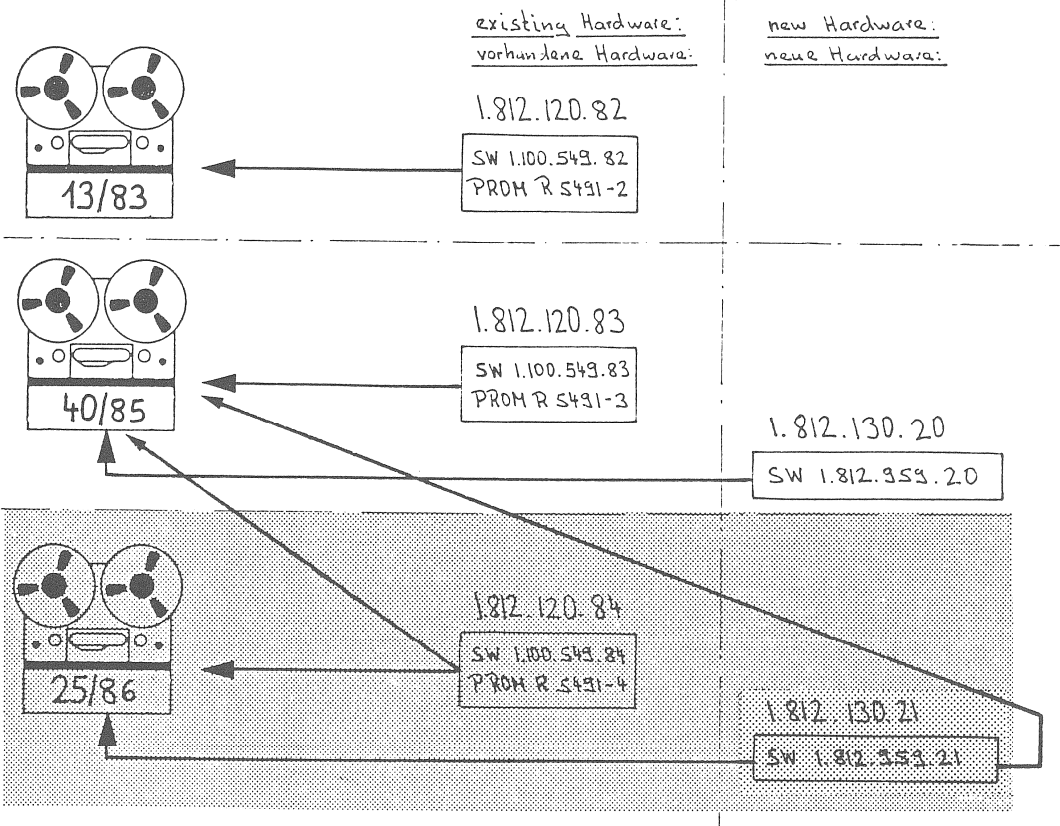 existing Hardware:
vorhandene Hardware:
new Hardware:
neue Hardware:
1.812.120.82
SW 1.100.549.82
PROM R 5491-2
13/83
1.812.120.83
SW 1.100.549.83
PROM R 5491-3
40/85
1.812.130.20
SW 1.812.959.20
1.812.120.84
SW 1.100.549.84
PROM R 5491-4
25/86
1.812.130.21
SW 1.812.959.21